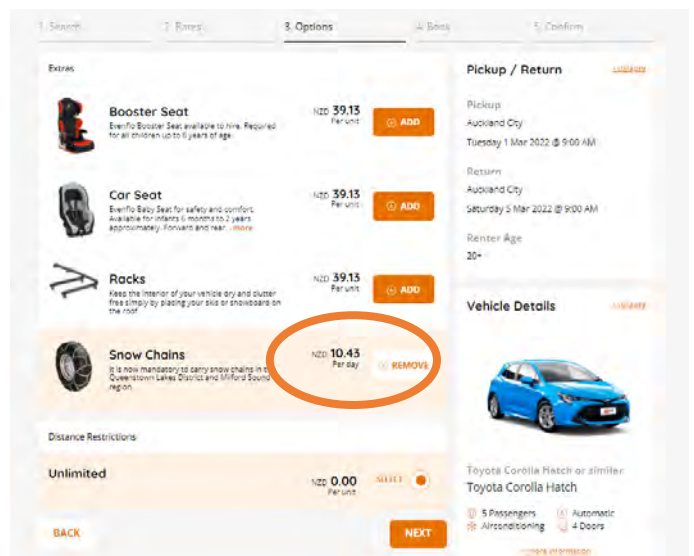 1. Search
2. Rates
3. Options
4. Book
5. Confirm
Extras
Booster Seat
Evenflo Booster Seat available to hire. Required
for all children up to 6 years of age.
NZD 39.13
Per unit
ADD
Car Seat
Evenflo Baby Seat for safety and comfort.
Available for infants 6 months to 2 years
approximately. Forward and rear. ..more
NZD 39.13
Per unit
ADD
Racks
Keep the interior of your vehicle dry and clutter
free simply by placing your skis or snowboard on
the roof
NZD 39.13
Per unit
ADD
Snow Chains
It is now mandatory to carry snow chains in t
Queenstown Lakes District and Milford Sound
region.
NZD 10.43
Per day
REMOVE
Distance Restrictions
Unlimited
NZD 0.00
Per unit
SELECT
BACK
NEXT
Pickup / Return
Pickup
Auckland City
Tuesday 1 Mar 2022 @ 9:00 AM
Return
Auckland City
Saturday 5 Mar 2022 @ 9:00 AM
Renter Age
20+
Vehicle Details
Toyota Corolla Hatch or similar
Toyota Corolla Hatch
5 Passengers
Automatic
Airconditioning
4 Doors
more information